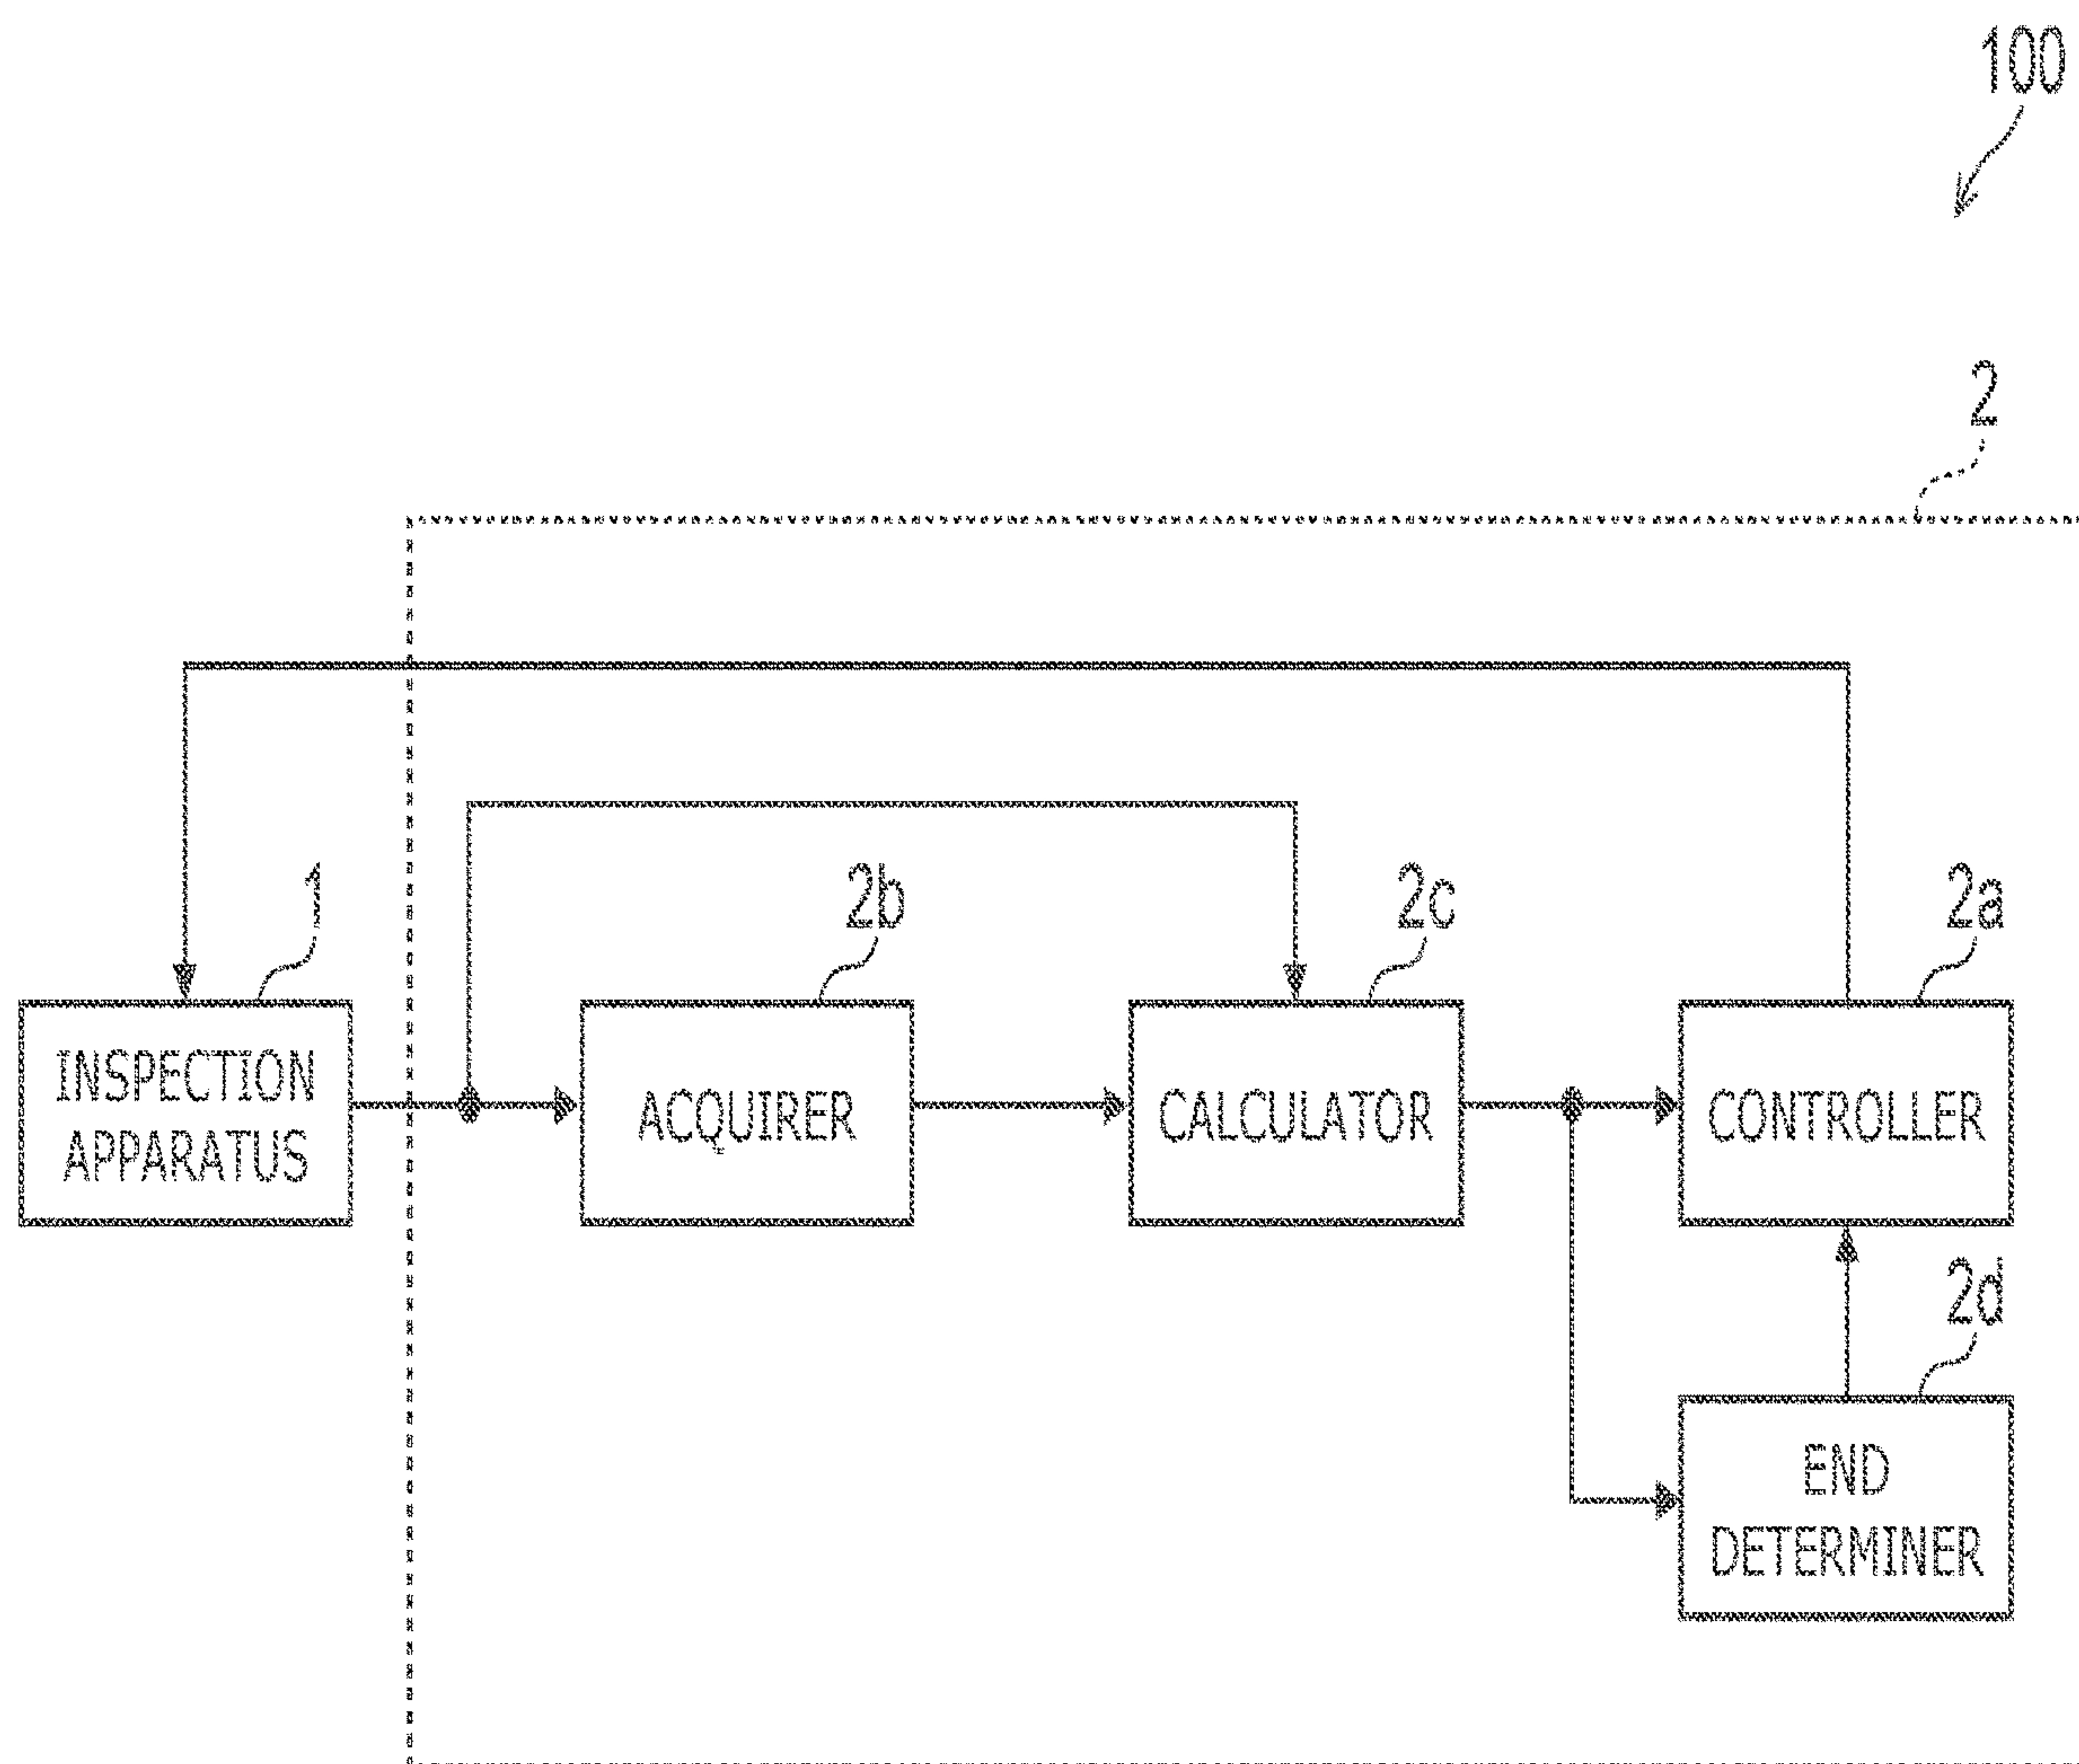 100
2
1
2b
2c
2a
INSPECTION
APPARATUS
ACQUIRER
CALCULATOR
CONTROLLER
2d
END
DETERMINER